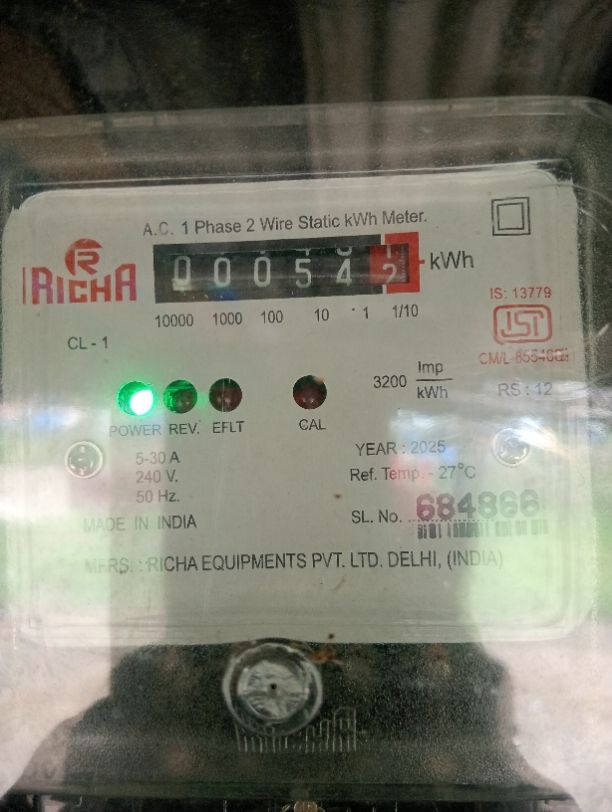 A.C. 1 Phase 2 Wire Static kWh Meter.
R
RICHA
0 0 0 5 4 2 kWh
10000 1000 100 10 1 1/10
IS: 13779
ISI
CL - 1
CM/L-
3200 Imp/kWh
RS : 12
POWER REV. EFLT CAL
5-30 A
240 V.
50 Hz.
YEAR : 2025
Ref. Temp. - 27°C
MADE IN INDIA
SL. No. 684866
MFRS. : RICHA EQUIPMENTS PVT. LTD. DELHI, (INDIA)